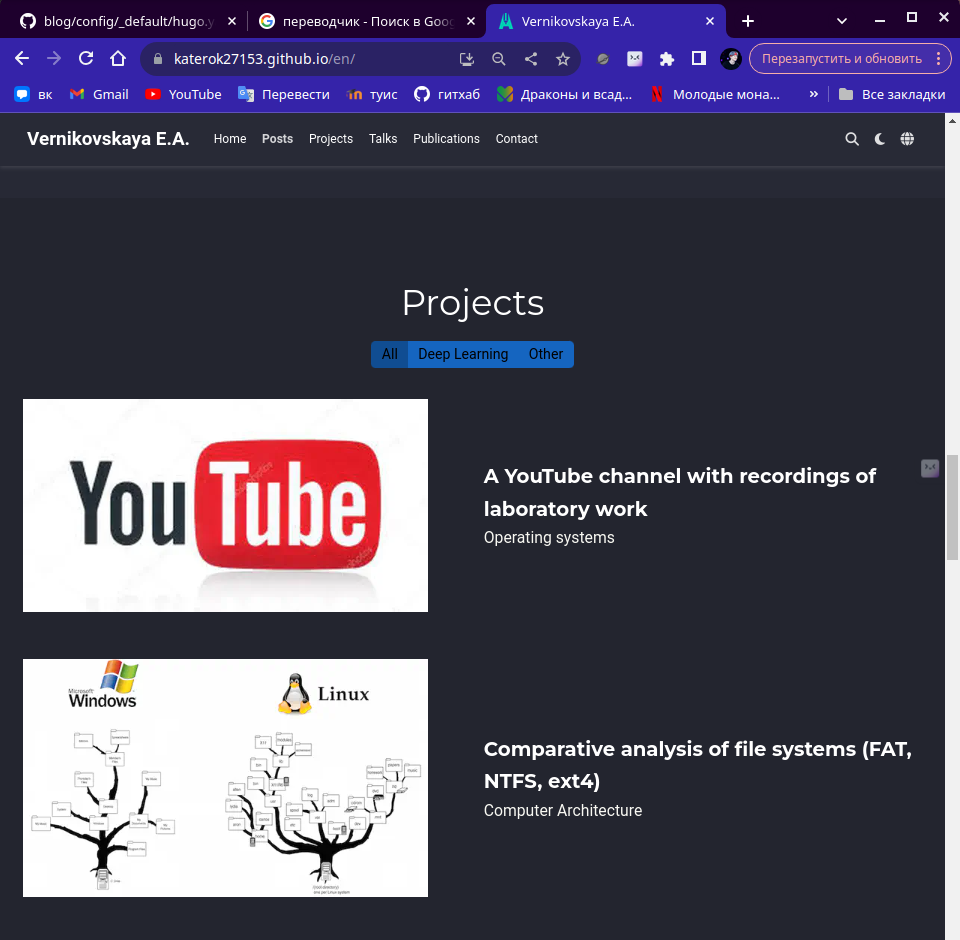 blog/config/_default/hugo.y
переводчик - Поиск в Goog
Vernikovskaya E.A.
katerok27153.github.io/en/
Перезапустить и обновить
вк
Gmail
YouTube
Перевести
туис
гитхаб
Драконы и всад...
Молодые мона...
»
Все закладки
Vernikovskaya E.A.
Home
Posts
Projects
Talks
Publications
Contact
Projects
All
Deep Learning
Other
YouTube
A YouTube channel with recordings of
laboratory work
Operating systems
Microsoft
Windows
Linux
Comparative analysis of file systems (FAT,
NTFS, ext4)
Computer Architecture